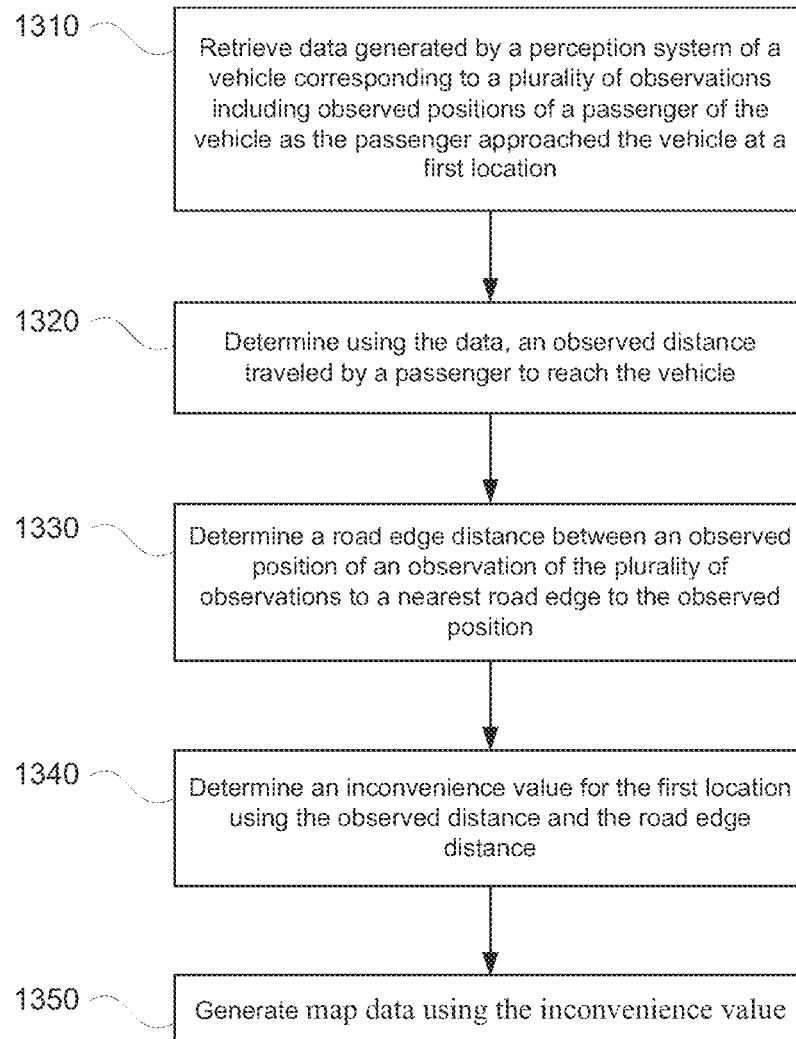 1310
Retrieve data generated by a perception system of a
vehicle corresponding to a plurality of observations
including observed positions of a passenger of the
vehicle as the passenger approached the vehicle at a
first location
1320
Determine using the data, an observed distance
traveled by a passenger to reach the vehicle
1330
Determine a road edge distance between an observed
position of an observation of the plurality of
observations to a nearest road edge to the observed
position
1340
Determine an inconvenience value for the first location
using the observed distance and the road edge
distance
1350
Generate map data using the inconvenience value